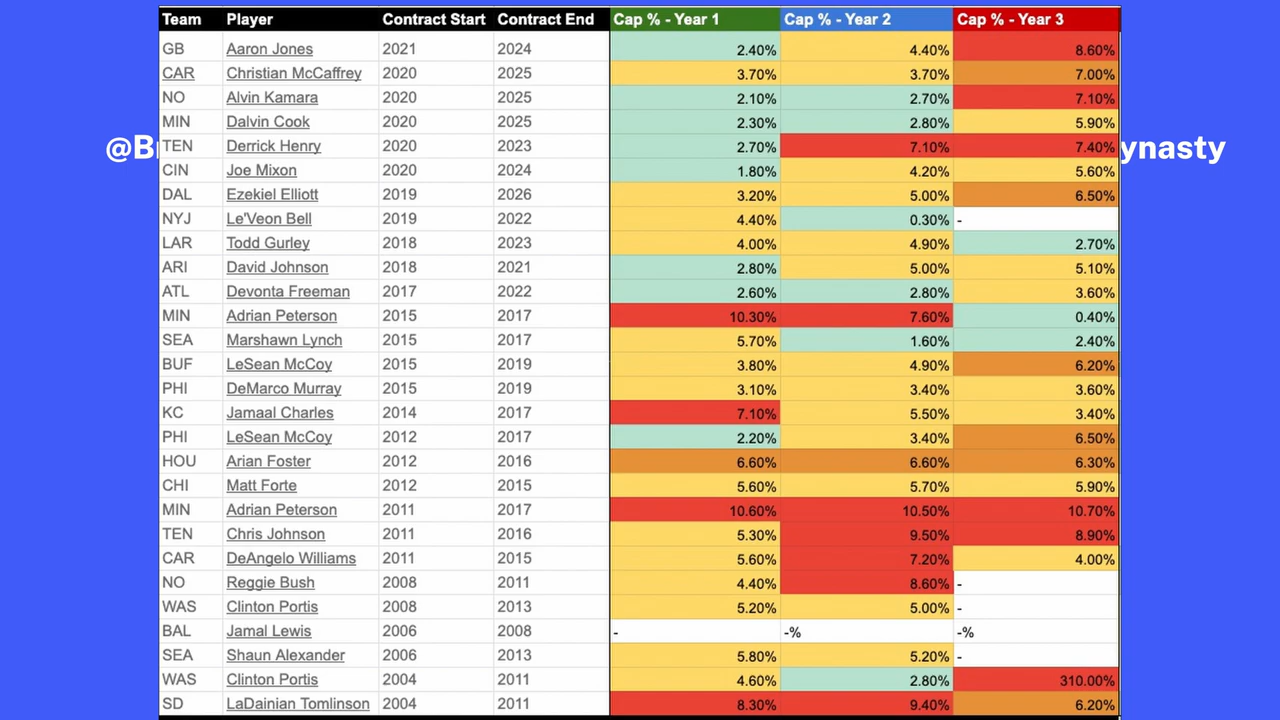 Team Player Contract Start Contract End Cap % - Year 1 Cap % - Year 2 Cap % - Year 3
GB Aaron Jones 2021 2024 2.40% 4.40% 8.60%
CAR Christian McCaffrey 2020 2025 3.70% 3.70% 7.00%
NO Alvin Kamara 2020 2025 2.10% 2.70% 7.10%
MIN Dalvin Cook 2020 2025 2.30% 2.80% 5.90%
@B
TEN Derrick Henry 2020 2023 2.70% 7.10% 7.40%
ynasty
CIN Joe Mixon 2020 2024 1.80% 4.20% 5.60%
DAL Ezekiel Elliott 2019 2026 3.20% 5.00% 6.50%
NYJ Le'Veon Bell 2019 2022 4.40% 0.30% -
LAR Todd Gurley 2018 2023 4.00% 4.90% 2.70%
ARI David Johnson 2018 2021 2.80% 5.00% 5.10%
ATL Devonta Freeman 2017 2022 2.60% 2.80% 3.60%
MIN Adrian Peterson 2015 2017 10.30% 7.60% 0.40%
SEA Marshawn Lynch 2015 2017 5.70% 1.60% 2.40%
BUF LeSean McCoy 2015 2019 3.80% 4.90% 6.20%
PHI DeMarco Murray 2015 2019 3.10% 3.40% 3.60%
KC Jamaal Charles 2014 2017 7.10% 5.50% 3.40%
PHI LeSean McCoy 2012 2017 2.20% 3.40% 6.50%
HOU Arian Foster 2012 2016 6.60% 6.60% 6.30%
CHI Matt Forte 2012 2015 5.60% 5.70% 5.90%
MIN Adrian Peterson 2011 2017 10.60% 10.50% 10.70%
TEN Chris Johnson 2011 2016 5.30% 9.50% 8.90%
CAR DeAngelo Williams 2011 2015 5.60% 7.20% 4.00%
NO Reggie Bush 2008 2011 4.40% 8.60% -
WAS Clinton Portis 2008 2013 5.20% 5.00% -
BAL Jamal Lewis 2006 2008 - -% -%
SEA Shaun Alexander 2006 2013 5.80% 5.20% -
WAS Clinton Portis 2004 2011 4.60% 2.80% 310.00%
SD LaDainian Tomlinson 2004 2011 8.30% 9.40% 6.20%